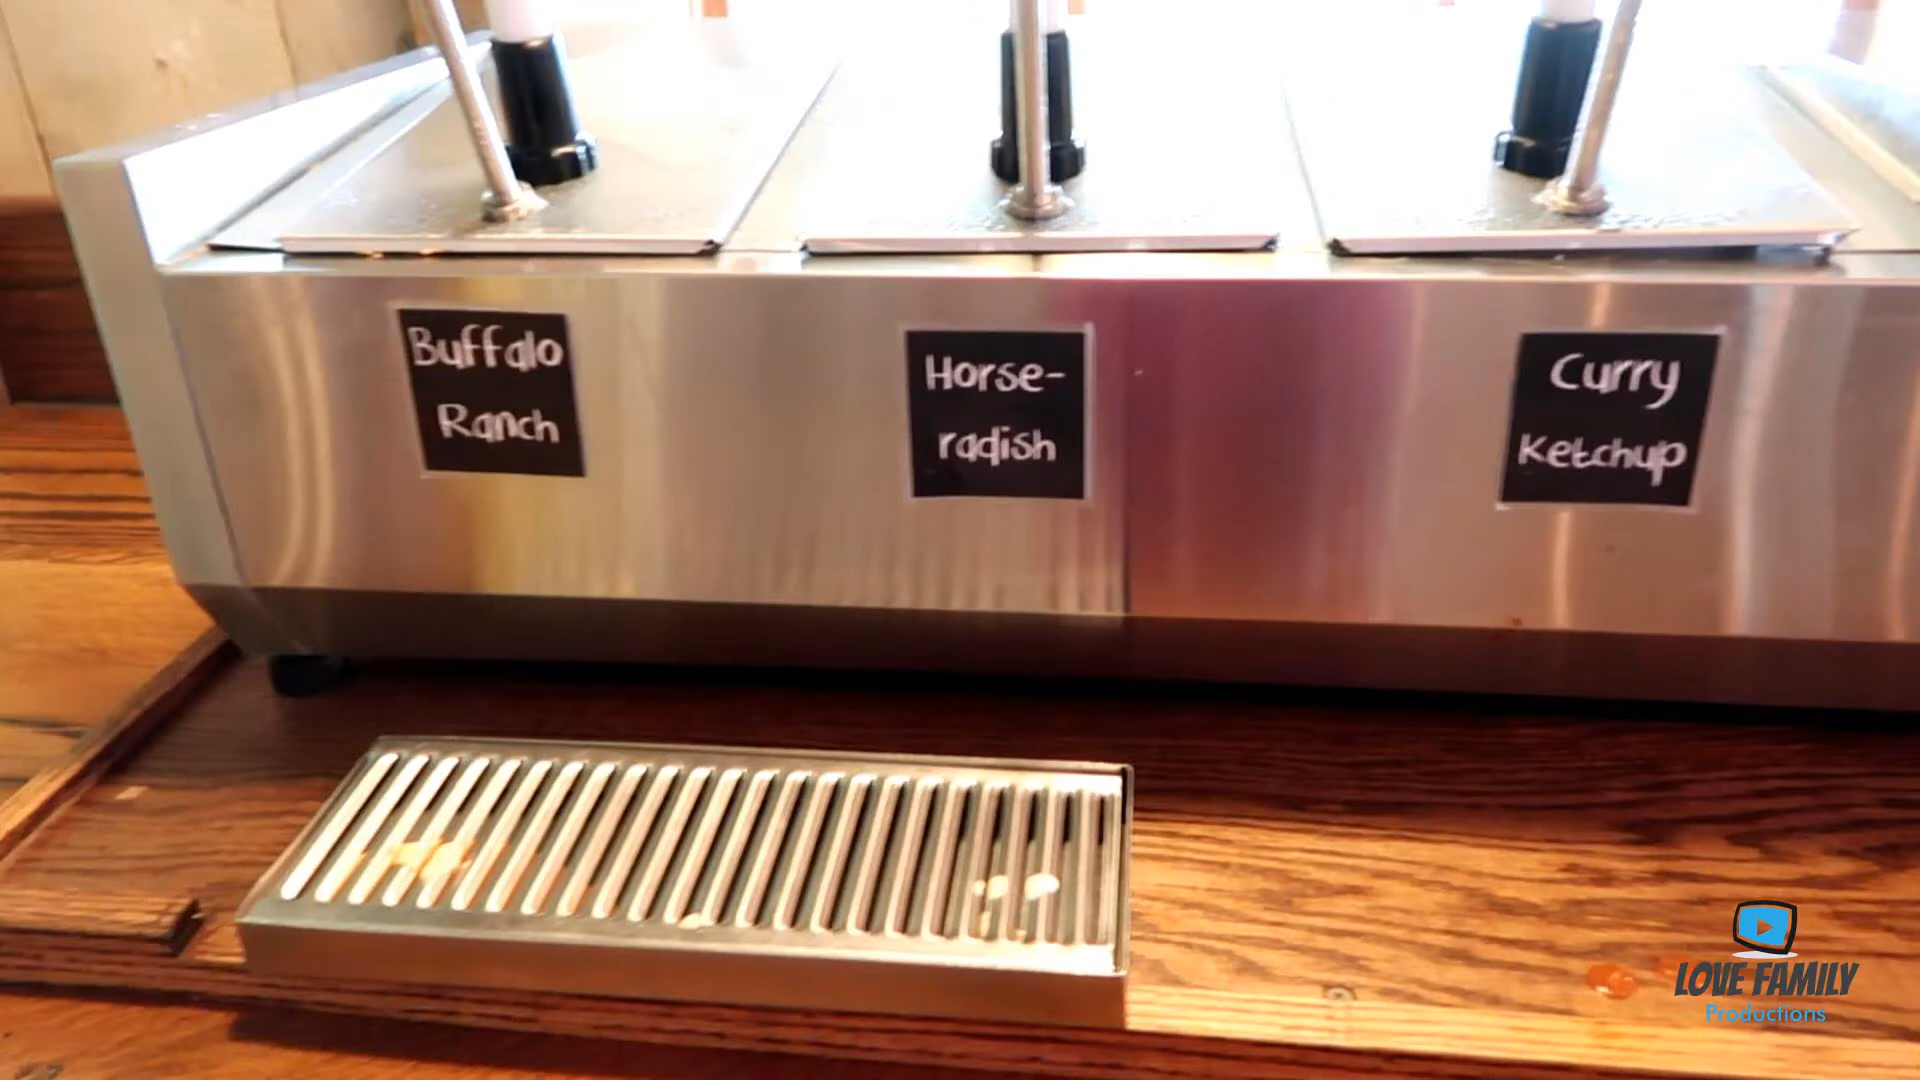 Buffalo
Ranch
Horse-
radish
Curry
Ketchup
LOVE FAMILY
Productions